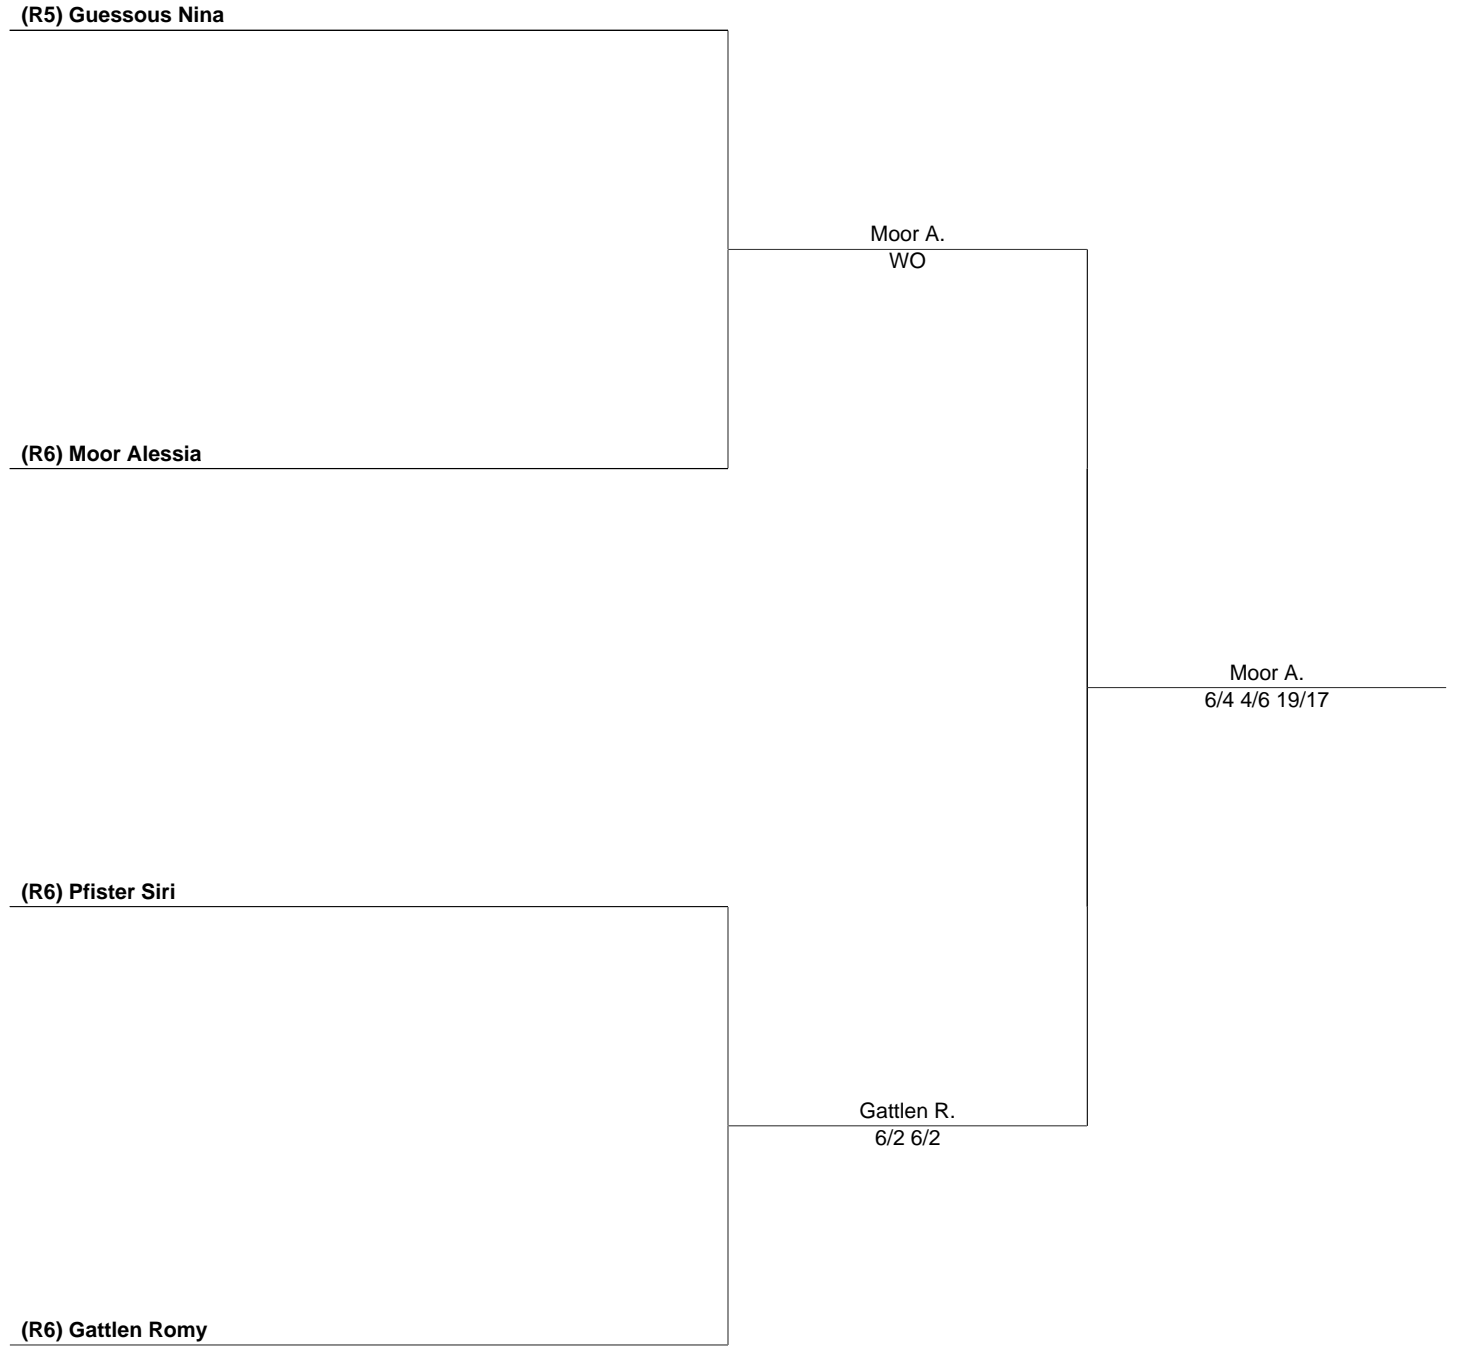 (R5) Guessous Nina
Moor A.
WO
(R6) Moor Alessia
Moor A.
6/4 4/6 19/17
(R6) Pfister Siri
Gattlen R.
6/2 6/2
(R6) Gattlen Romy